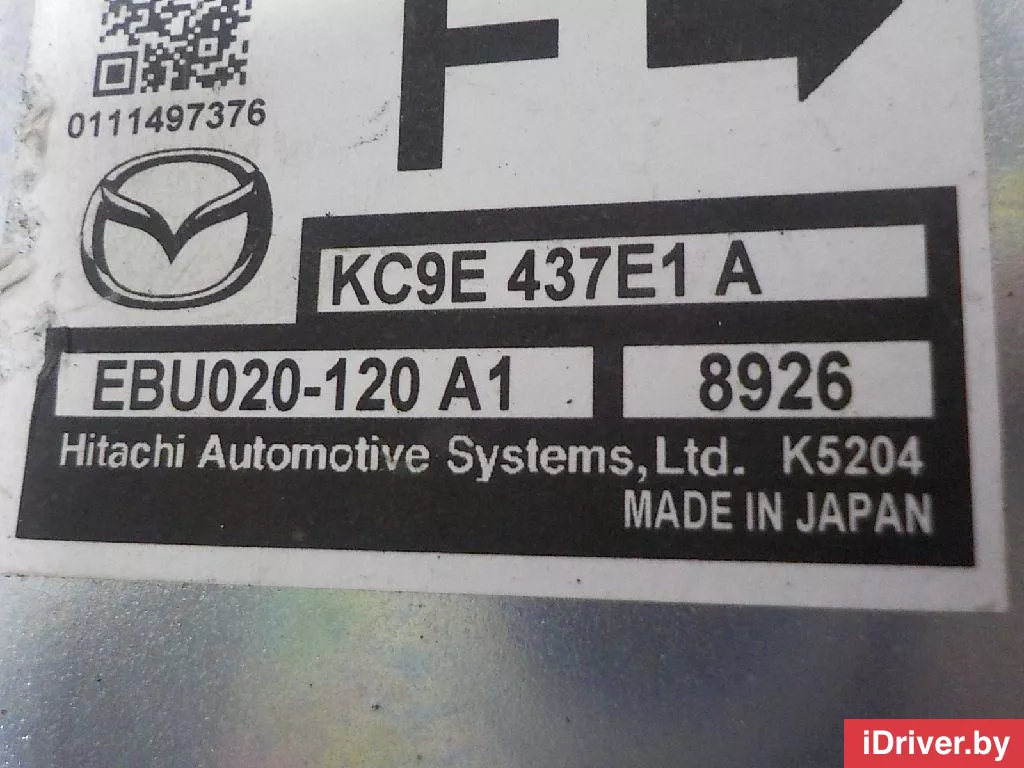 F
0111497376
KC9E 437E1 A
EBU020-120 A1 8926
Hitachi Automotive Systems,Ltd. K5204
MADE IN JAPAN
iDriver.by